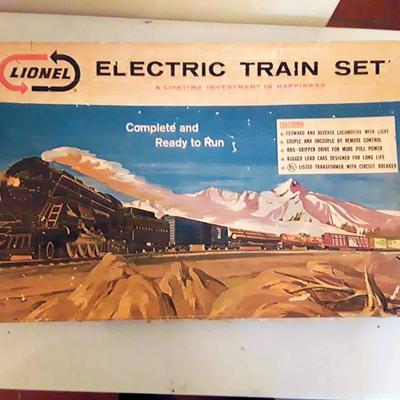 LIONEL
ELECTRIC TRAIN SET
A LIFETIME INVESTMENT IN HAPPINESS
Complete and
Ready to Run
FEATURING
FORWARD AND REVERSE LOCOMOTIVE WITH LIGHT
COUPLE AND UNCOUPLE BY REMOTE CONTROL
RAIL-GRIPPER DRIVE FOR MORE PULL POWER
RUGGED LOAD CARS DESIGNED FOR LONG LIFE
UL LISTED TRANSFORMER WITH CIRCUIT BREAKER